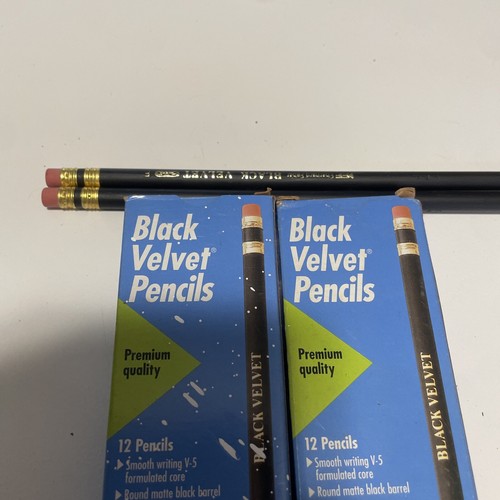 BLACK VELVET
Black
Velvet®
Pencils
Premium
quality
12 Pencils
Smooth writing V-5
formulated core
Round matte black barrel
BLACK VELVET
Black
Velvet®
Pencils
Premium
quality
12 Pencils
Smooth writing V-5
formulated core
Round matte black barrel
BLACK VELVET